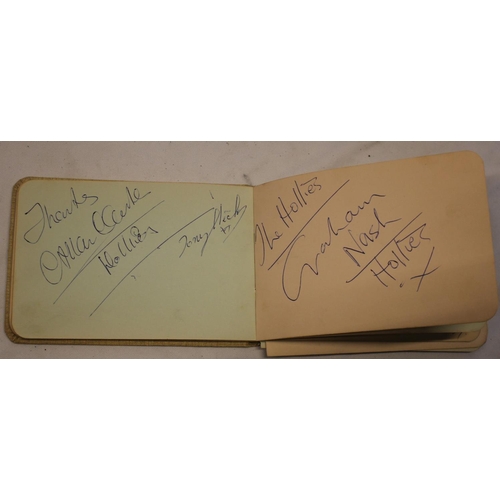 Thanks
Allan Clarke
Hollies
Tony Hicks
The Hollies
Graham
Nash
Hollies
X